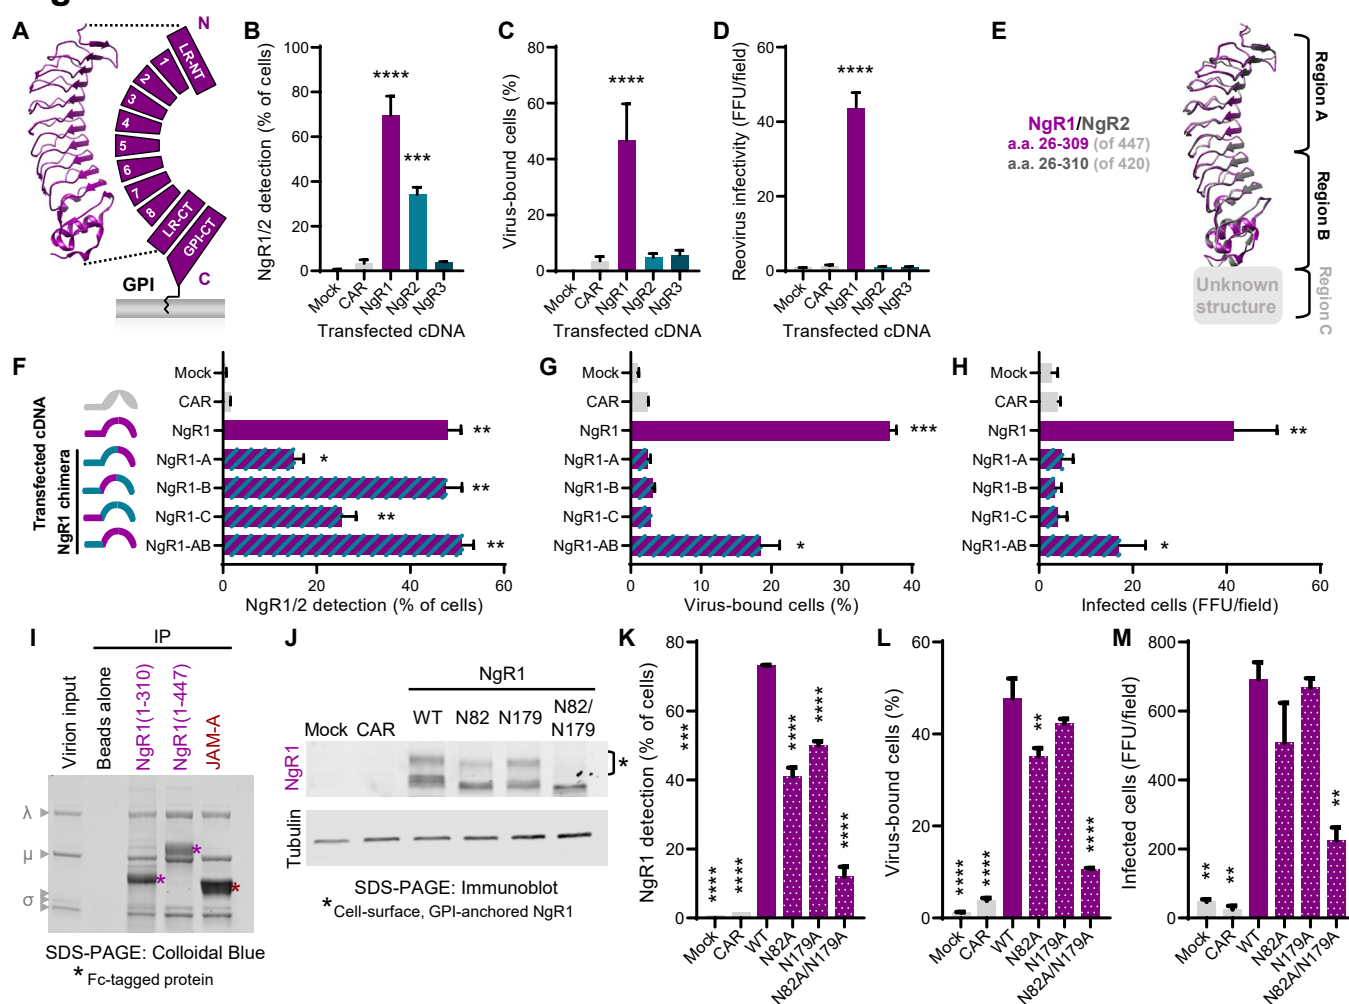 A
N
LR-NT
1
2
3
4
5
6
7
8
LR-CT
GPI-CT
GPI
C
B
NgR1/2 detection (% of cells)
100
80
60
40
20
0
****
***
Mock
CAR
NgR1
NgR2
NgR3
Transfected cDNA
C
Virus-bound cells (%)
80
60
40
20
0
****
Mock
CAR
NgR1
NgR2
NgR3
Transfected cDNA
D
Reovirus infectivity (FFU/field)
60
40
20
0
****
Mock
CAR
NgR1
NgR2
NgR3
Transfected cDNA
E
NgR1/NgR2
a.a. 26-309 (of 447)
a.a. 26-310 (of 420)
Region A
Region B
Region C
Unknown
structure
F
Transfected cDNA
NgR1 chimera
Mock
CAR
NgR1
**
NgR1-A
*
NgR1-B
**
NgR1-C
**
NgR1-AB
**
0
20
40
60
NgR1/2 detection (% of cells)
G
Mock
CAR
NgR1
***
NgR1-A
NgR1-B
NgR1-C
NgR1-AB
*
0
10
20
30
40
Virus-bound cells (%)
H
Mock
CAR
NgR1
**
NgR1-A
NgR1-B
NgR1-C
NgR1-AB
*
0
20
40
60
Infected cells (FFU/field)
I
IP
Virion input
Beads alone
NgR1(1-310)
NgR1(1-447)
JAM-A
λ
μ
σ
*
*
*
SDS-PAGE: Colloidal Blue
* Fc-tagged protein
J
NgR1
Mock CAR WT N82 N179 N82/
N179
NgR1
*
Tubulin
SDS-PAGE: Immunoblot
* Cell-surface, GPI-anchored NgR1
K
NgR1 detection (% of cells)
80
60
40
20
0
***
****
****
****
****
****
Mock
CAR
WT
N82A
N179A
N82A/N179A
L
Virus-bound cells (%)
60
40
20
0
****
****
**
****
Mock
CAR
WT
N82A
N179A
N82A/N179A
M
Infected cells (FFU/field)
800
600
400
200
0
**
**
**
Mock
CAR
WT
N82A
N179A
N82A/N179A